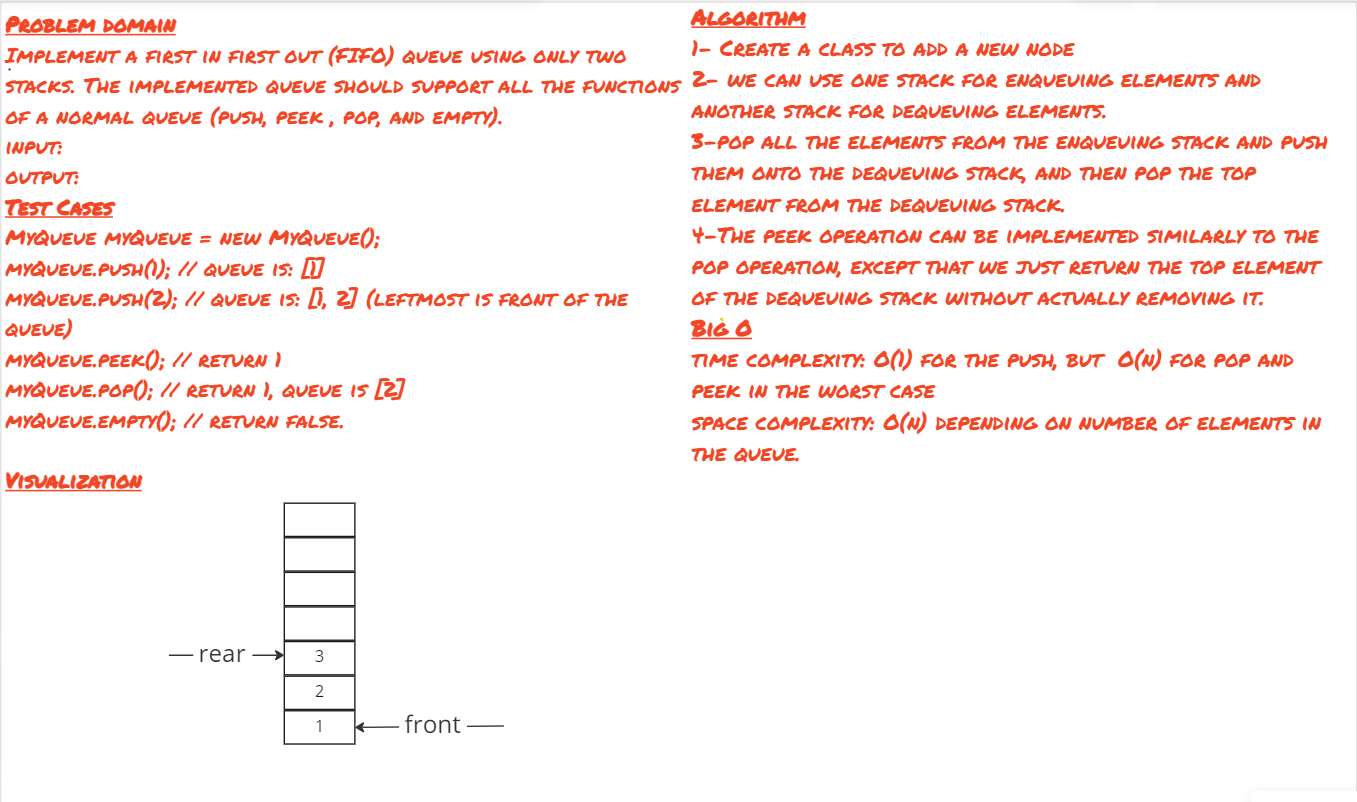 Problem domain
Implement a first in first out (FIFO) queue using only two
stacks. The implemented queue should support all the functions
of a normal queue (push, peek , pop, and empty).
input:
output:
Test Cases
MyQueue myQueue = new MyQueue();
myQueue.push(1); // queue is: [1]
myQueue.push(2); // queue is: [1, 2] (leftmost is front of the
queue)
myQueue.peek(); // return 1
myQueue.pop(); // return 1, queue is [2]
myQueue.empty(); // return false.
Visualization
rear
3
2
1
front
Algorithm
1- Create a class to add a new node
2- we can use one stack for enqueuing elements and
another stack for dequeuing elements.
3-pop all the elements from the enqueuing stack and push
them onto the dequeuing stack, and then pop the top
element from the dequeuing stack.
4-The peek operation can be implemented similarly to the
pop operation, except that we just return the top element
of the dequeuing stack without actually removing it.
Big O
time complexity: O(1) for the push, but O(n) for pop and
peek in the worst case
space complexity: O(n) depending on number of elements in
the queue.